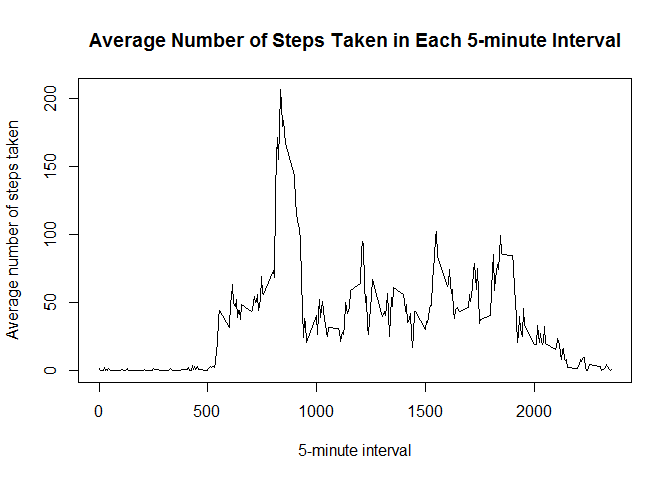 Average Number of Steps Taken in Each 5-minute Interval
Average number of steps taken
200
150
100
50
0
0 500 1000 1500 2000
5-minute interval